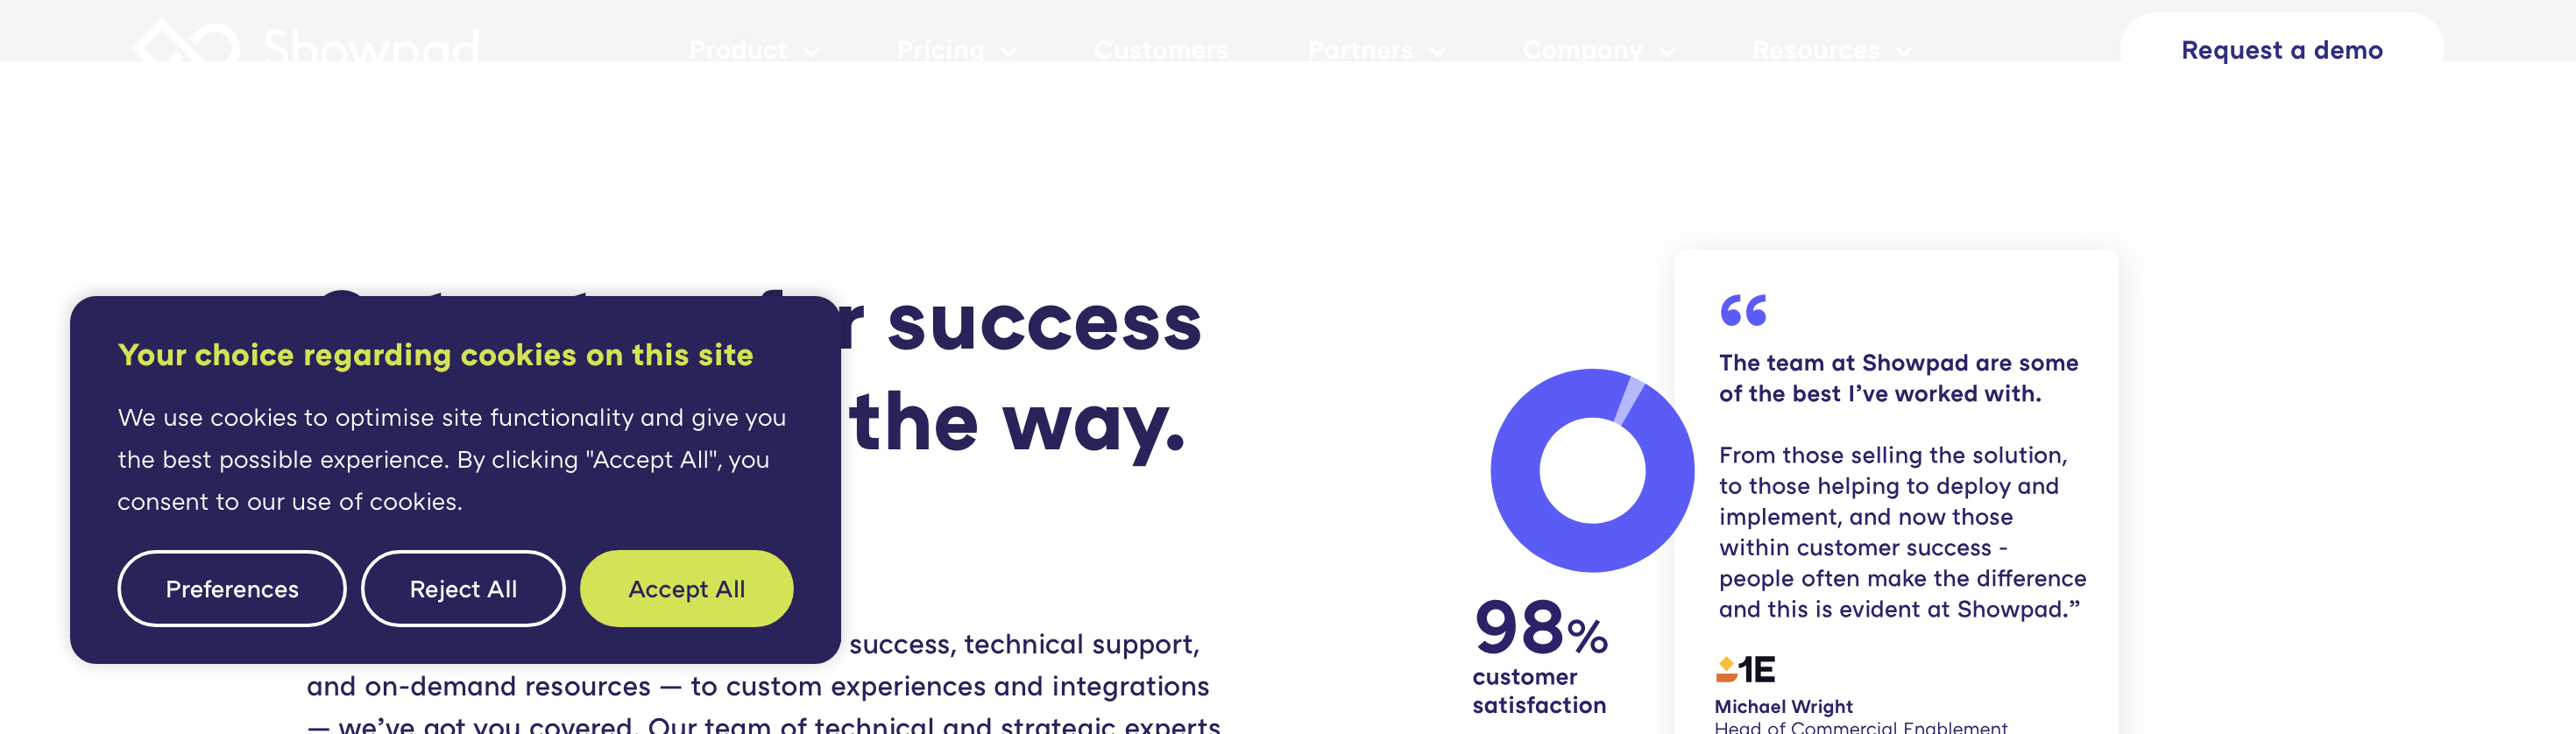 Showpad
Product
Pricing
Customers
Partners
Company
Resources
Request a demo
success
the way.
Your choice regarding cookies on this site
We use cookies to optimise site functionality and give you
the best possible experience. By clicking "Accept All", you
consent to our use of cookies.
Preferences
Reject All
Accept All
success, technical support,
and on-demand resources — to custom experiences and integrations
— we've got you covered. Our team of technical and strategic experts
98%
customer
satisfaction
“
The team at Showpad are some
of the best I’ve worked with.
From those selling the solution,
to those helping to deploy and
implement, and now those
within customer success -
people often make the difference
and this is evident at Showpad.”
1E
Michael Wright
Head of Commercial Enablement